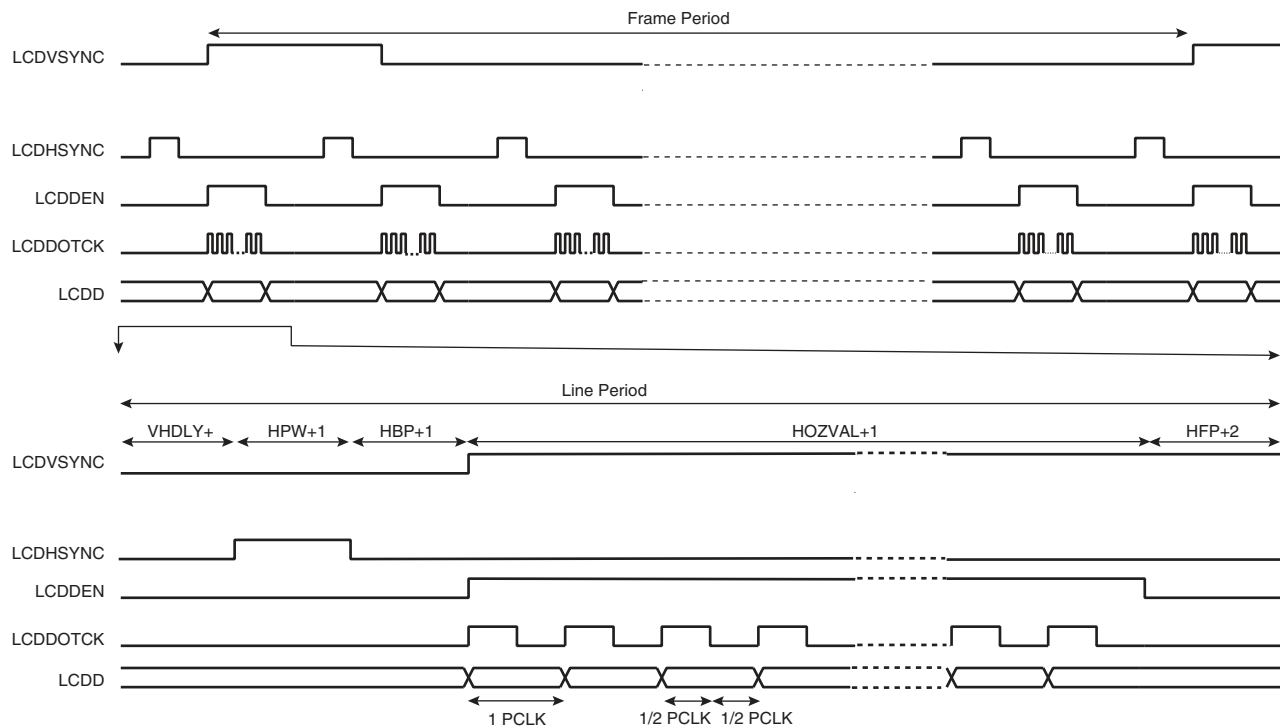 Frame Period
LCDVSYNC
LCDHSYNC
LCDDEN
LCDDOTCK
LCDD
Line Period
VHDLY+ HPW+1 HBP+1 HOZVAL+1 HFP+2
LCDVSYNC
LCDHSYNC
LCDDEN
LCDDOTCK
LCDD
1 PCLK 1/2 PCLK 1/2 PCLK